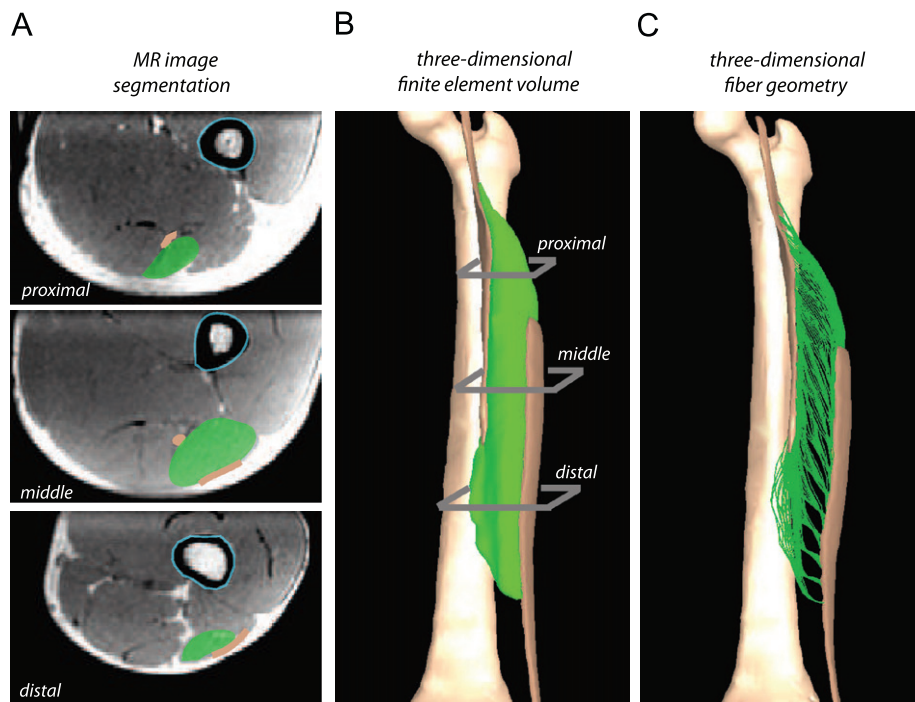 A
MR image
segmentation
proximal
middle
distal
B
three-dimensional
finite element volume
proximal
middle
distal
C
three-dimensional
fiber geometry